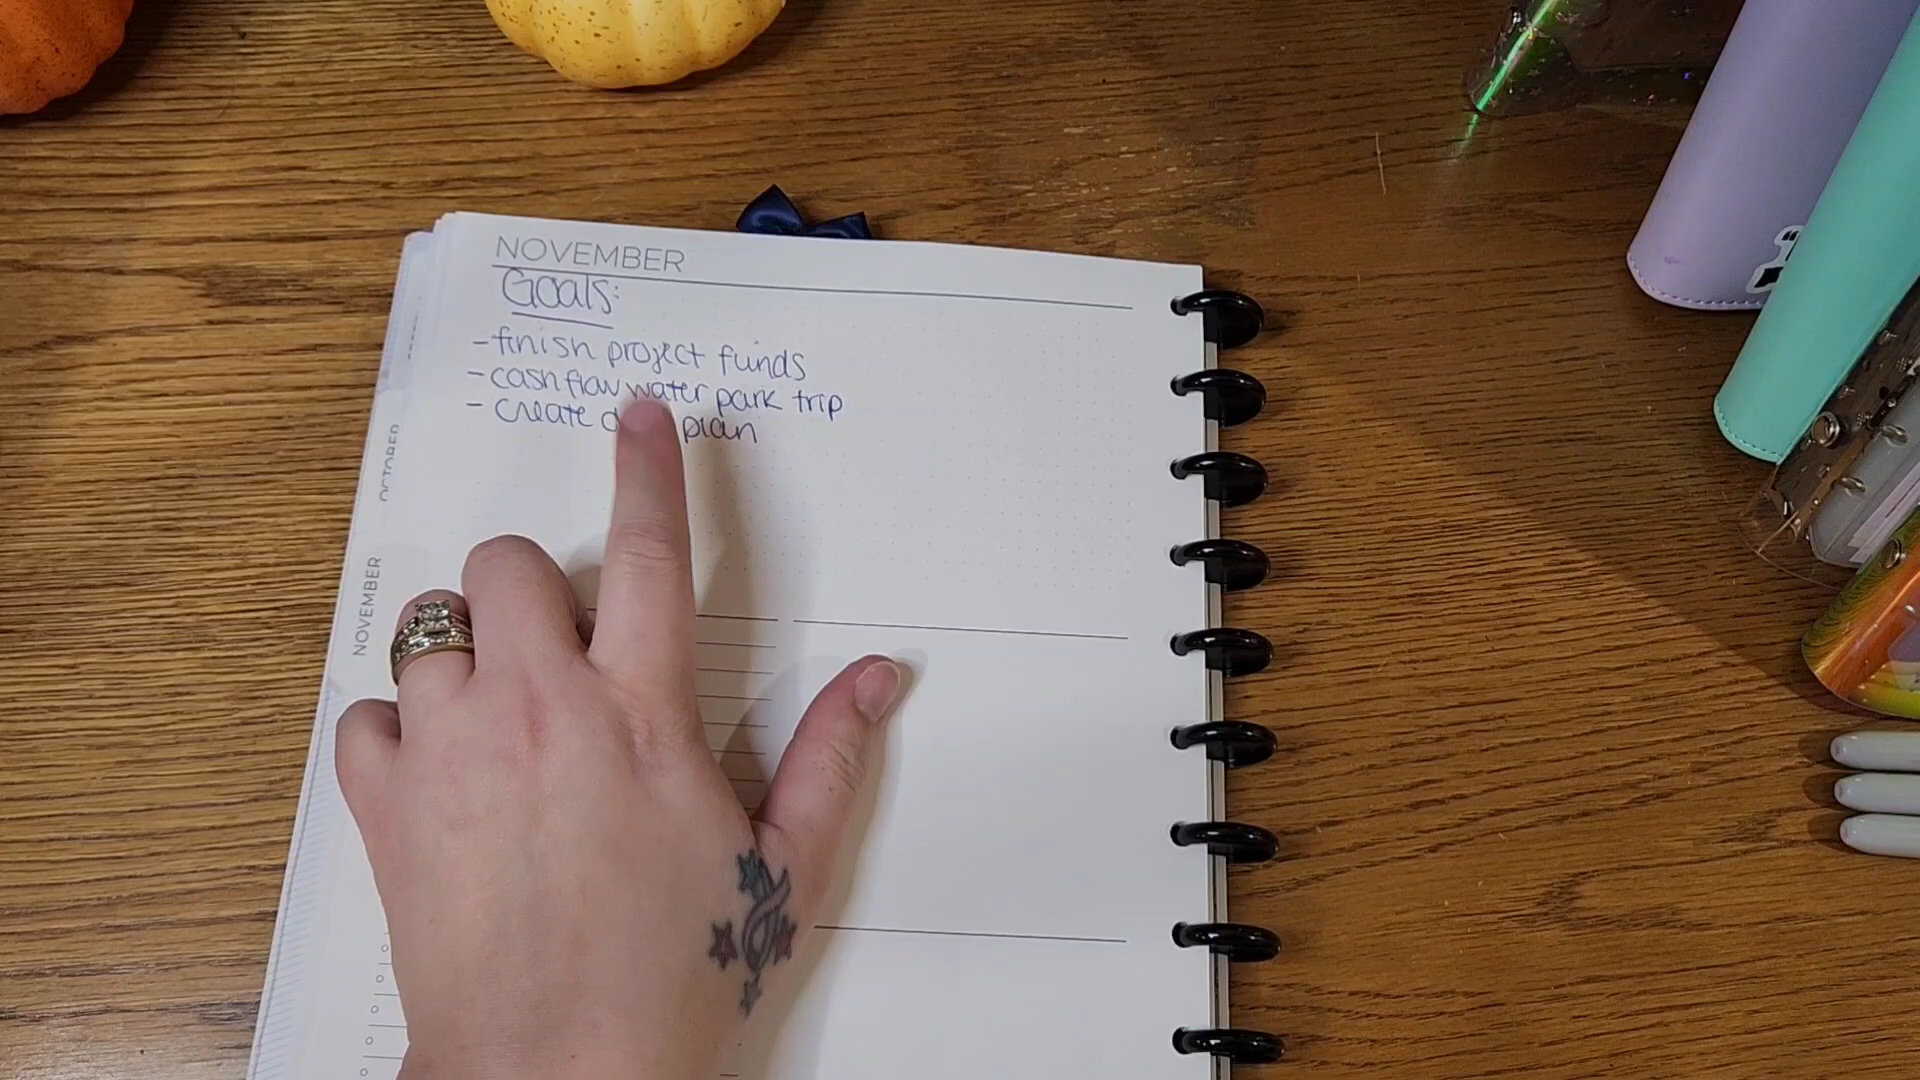 NOVEMBER
Goals:
- finish project funds
- cash flow water park trip
- create plan
OCTOBER
NOVEMBER